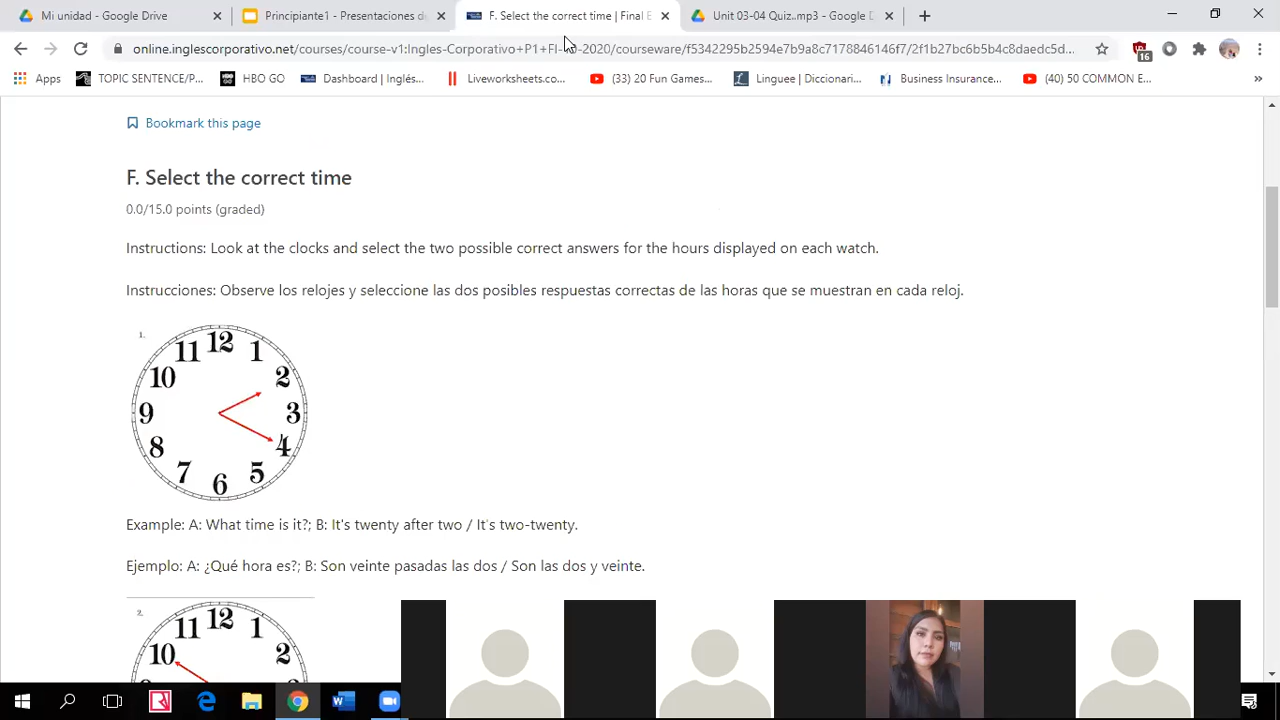 Mi unidad - Google Drive
Principiante1 - Presentaciones d
F. Select the correct time | Final E
Unit 03-04 Quiz..mp3 - Google D
online.inglescorporativo.net/courses/course-v1:Ingles-Corporativo+P1+FI-
-2020/courseware/f5342295b2594e7b9a8c7178846146f7/2f1b27bc6b5b4c8daedc5d...
16
Apps
TOPIC SENTENCE/P...
HBO GO
Dashboard | Inglés...
Liveworksheets.co...
(33) 20 Fun Games...
Linguee | Diccionari...
Business Insurance...
(40) 50 COMMON E...
»
Bookmark this page
F. Select the correct time
0.0/15.0 points (graded)
Instructions: Look at the clocks and select the two possible correct answers for the hours displayed on each watch.
Instrucciones: Observe los relojes y seleccione las dos posibles respuestas correctas de las horas que se muestran en cada reloj.
1.
12
11 1
10 2
9 3
8 4
7 5
6
Example: A: What time is it?; B: It's twenty after two / It's two-twenty.
Ejemplo: A: ¿Qué hora es?; B: Son veinte pasadas las dos / Son las dos y veinte.
2.
12
11 1
10 2